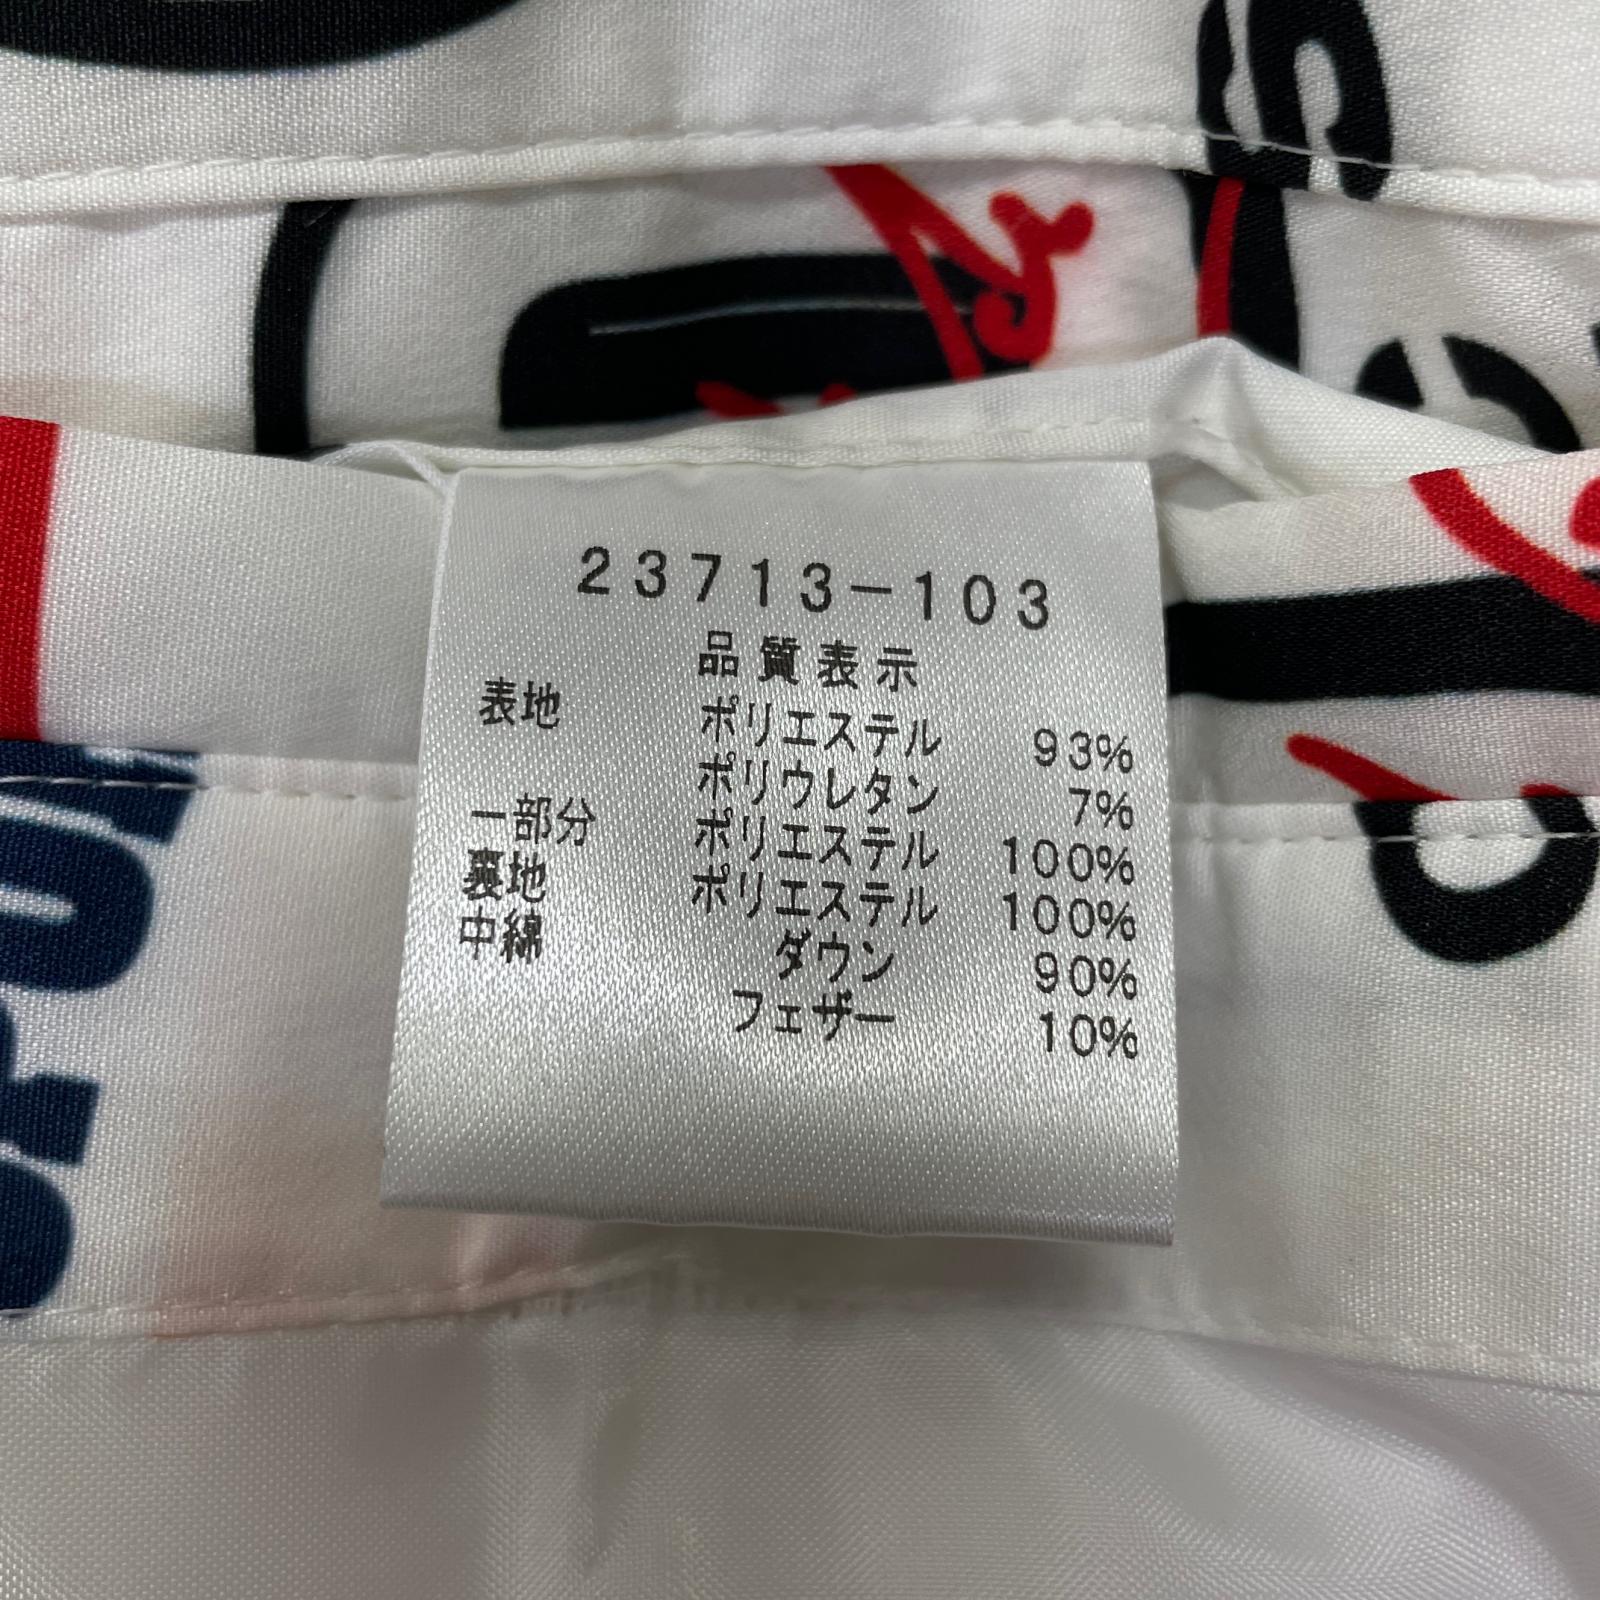 23713-103
品質表示
表地 ポリエステル 93%
ポリウレタン 7%
一部分 ポリエステル 100%
裏地 ポリエステル 100%
中綿 ダウン 90%
フェザー 10%